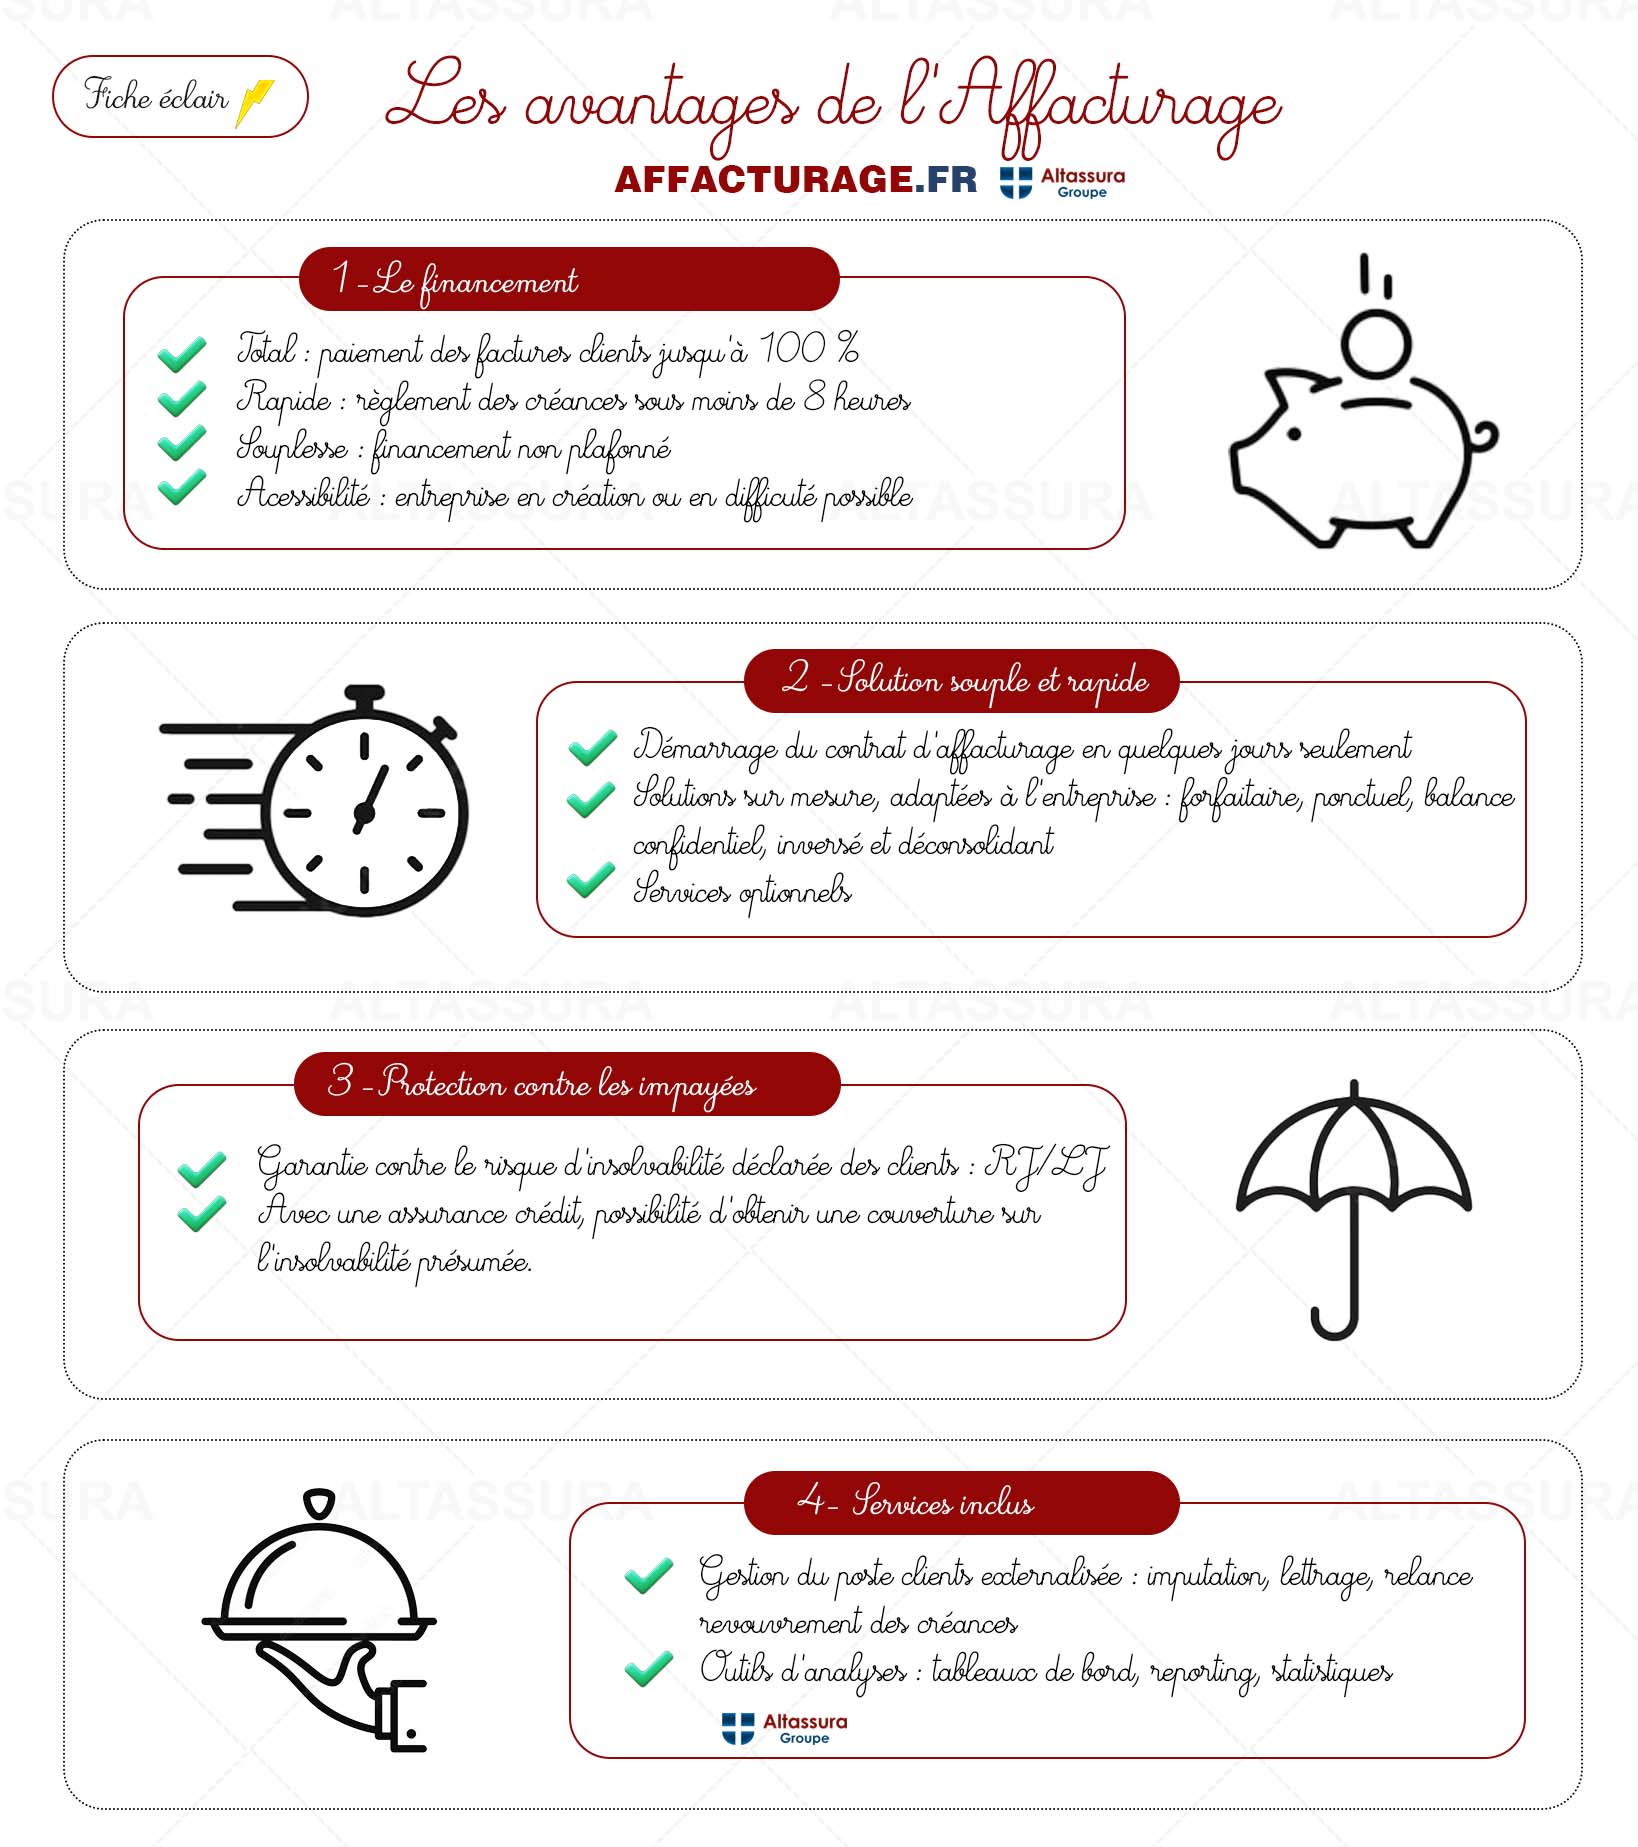 Fiche éclair
Les avantages de l'Affacturage
AFFACTURAGE.FR
Altassura
Groupe
1 - Le financement
Total : paiement des factures clients jusqu'à 100 %
Rapide : règlement des créances sous moins de 8 heures
Souplesse : financement non plafonné
Acessibilité : entreprise en création ou en difficuté possible
2 - Solution souple et rapide
Démarrage du contrat d'affacturage en quelques jours seulement
Solutions sur mesure, adaptées à l'entreprise : forfaitaire, ponctuel, balance
confidentiel, inversé et déconsolidant
Services optionnels
3 - Protection contre les impayées
Garantie contre le risque d'insolvabilité déclarée des clients : RJ/LJ
Avec une assurance crédit, possibilité d'obtenir une couverture sur
l'insolvabilité présumée.
4- Services inclus
Gestion du poste clients externalisée : imputation, lettrage, relance
revouvrement des créances
Outils d'analyses : tableaux de bord, reporting, statistiques
Altassura
Groupe
ALTASSURA